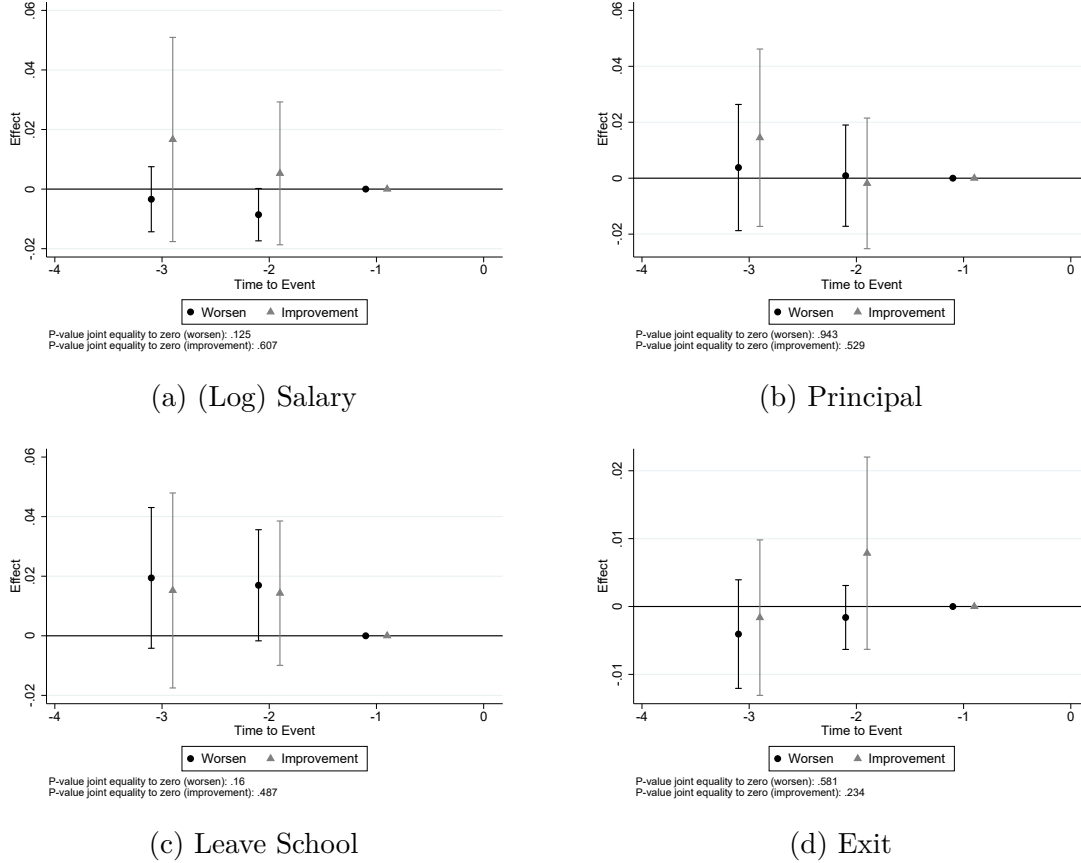 .06
.04
.02
0
-.02
Effect
-4 -3 -2 -1 0
Time to Event
Worsen Improvement
P-value joint equality to zero (worsen): .125
P-value joint equality to zero (improvement): .607
(a) (Log) Salary
.06
.04
.02
0
-.02
Effect
-4 -3 -2 -1 0
Time to Event
Worsen Improvement
P-value joint equality to zero (worsen): .943
P-value joint equality to zero (improvement): .529
(b) Principal
.06
.04
.02
0
-.02
Effect
-4 -3 -2 -1 0
Time to Event
Worsen Improvement
P-value joint equality to zero (worsen): .16
P-value joint equality to zero (improvement): .487
(c) Leave School
.02
.01
0
-.01
Effect
-4 -3 -2 -1 0
Time to Event
Worsen Improvement
P-value joint equality to zero (worsen): .581
P-value joint equality to zero (improvement): .234
(d) Exit